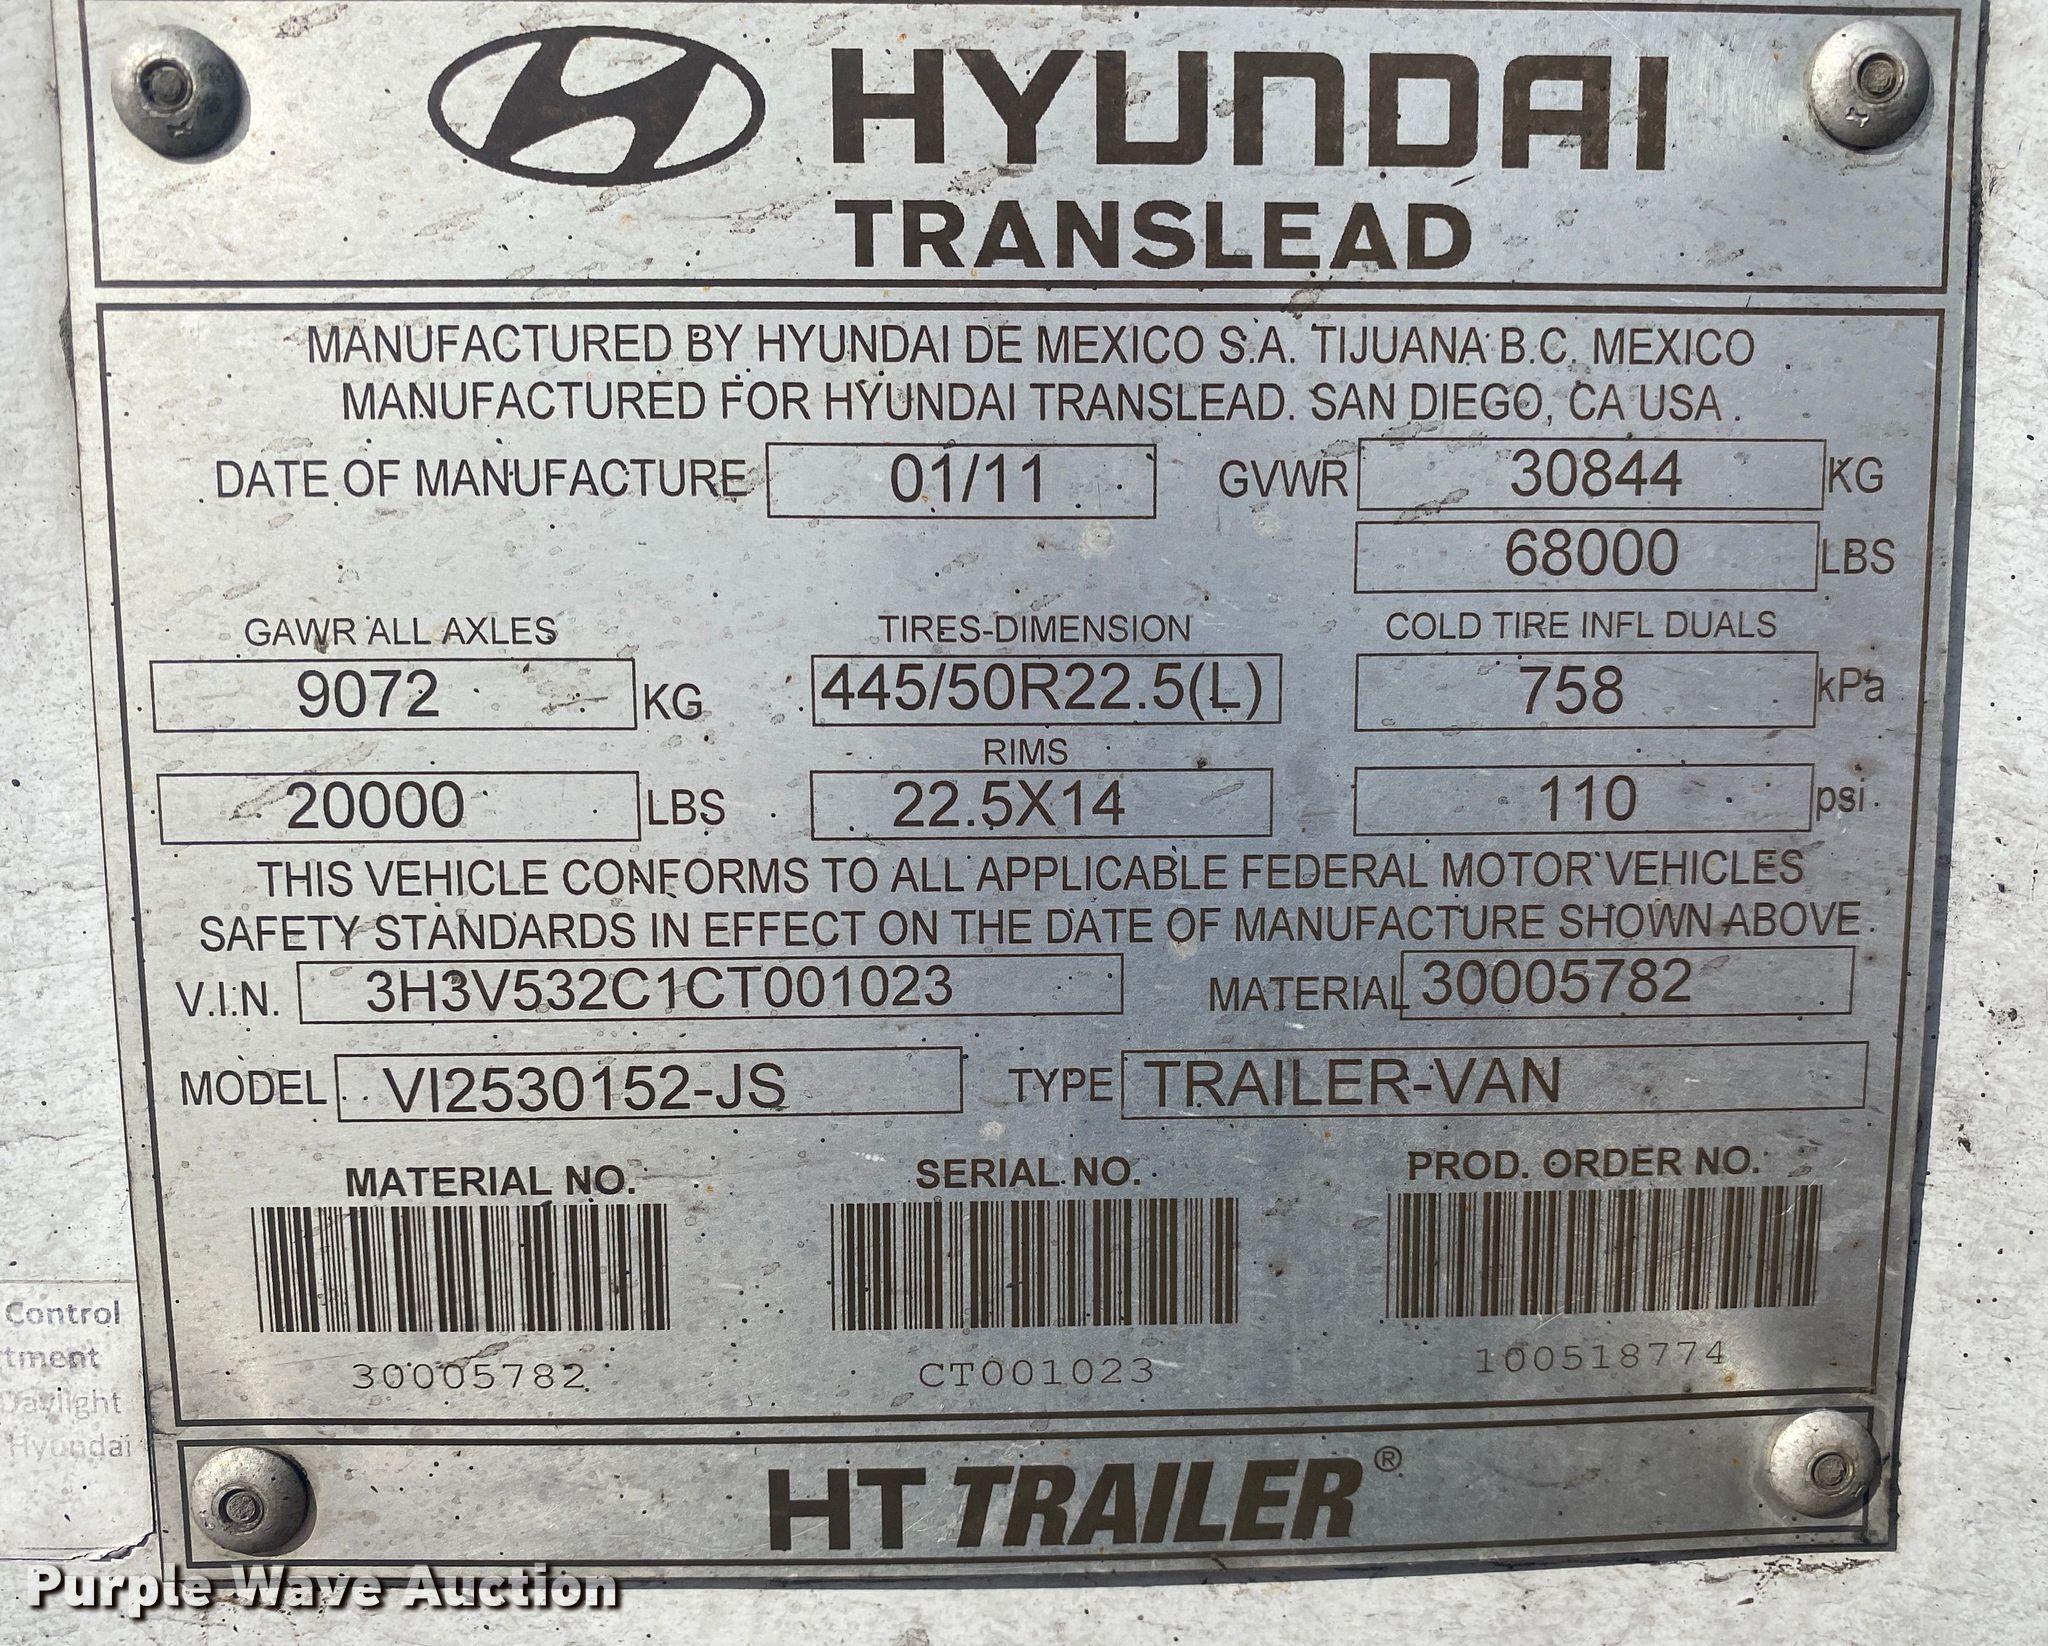 HYUNDAI
TRANSLEAD
MANUFACTURED BY HYUNDAI DE MEXICO S.A. TIJUANA B.C. MEXICO
MANUFACTURED FOR HYUNDAI TRANSLEAD. SAN DIEGO, CA USA.
DATE OF MANUFACTURE 01/11 GVWR 30844 KG
68000 LBS
GAWR ALL AXLES TIRES-DIMENSION COLD TIRE INFL DUALS
9072 KG 445/50R22.5(L) 758 kPa
RIMS
20000 LBS 22.5X14 110 psi.
THIS VEHICLE CONFORMS TO ALL APPLICABLE FEDERAL MOTOR VEHICLES
SAFETY STANDARDS IN EFFECT ON THE DATE OF MANUFACTURE SHOWN ABOVE.
V.I.N. 3H3V532C1CT001023 MATERIAL 30005782
MODEL VI2530152-JS TYPE TRAILER-VAN
MATERIAL NO. SERIAL NO. PROD. ORDER NO.
30005782 CT001023 100518774
Control
tment
Daylight
Hyundai
HT TRAILER®
Purple Wave Auction